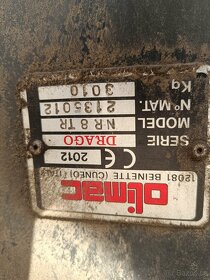 olimac
12081 BEINETTE (CUNEO) ITALY
CE 2012
SERIE DRAGO
MODEL NR 8 TR
N° MAT. 2135012
Kg 3010